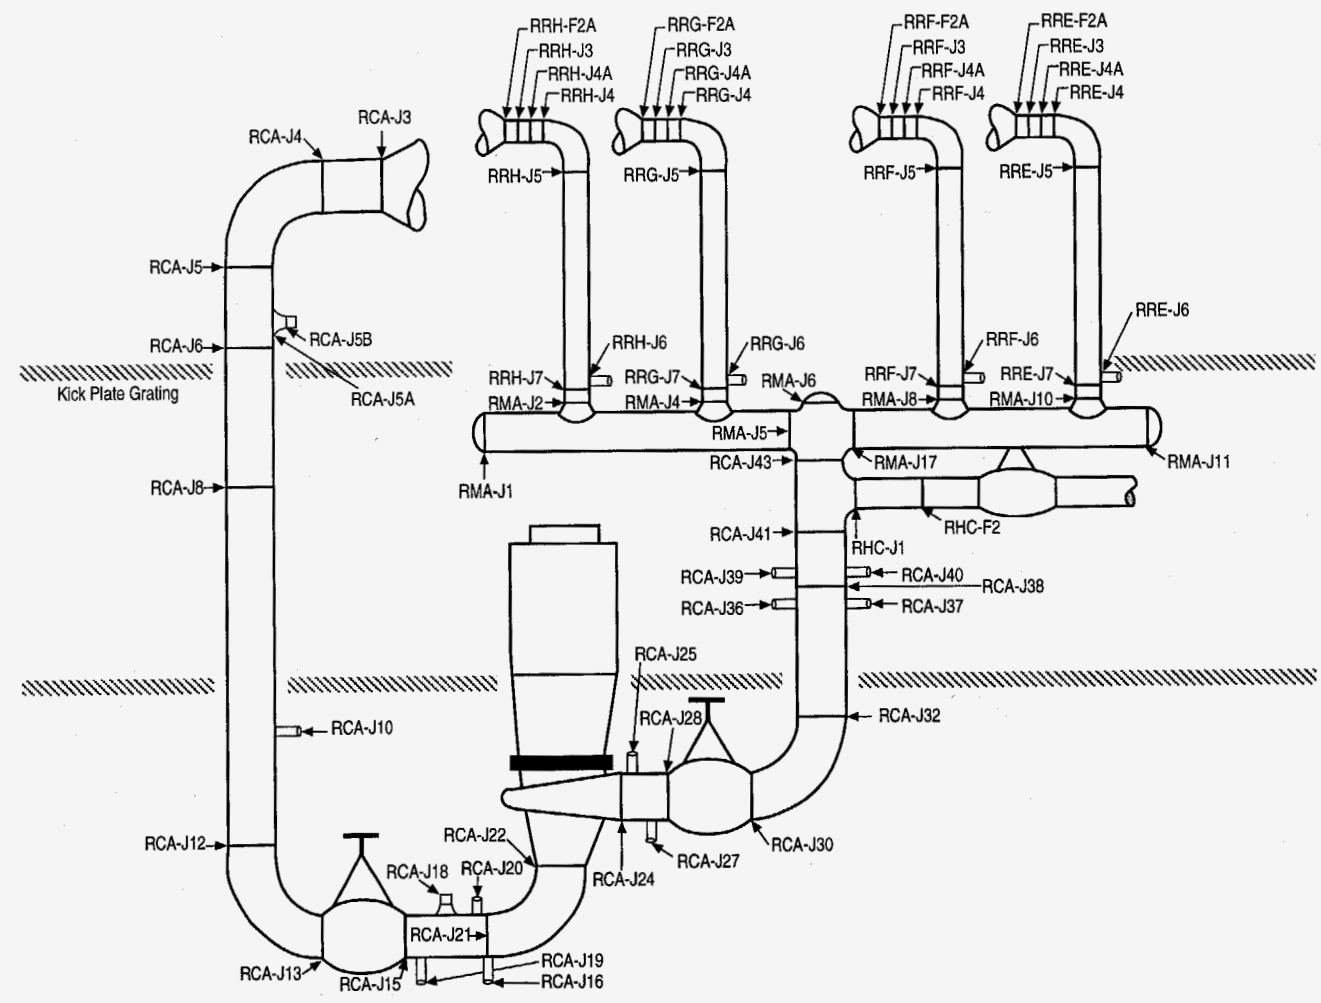 RRH-F2A
RRH-J3
RRH-J4A
RRH-J4
RRG-F2A
RRG-J3
RRG-J4A
RRG-J4
RRF-F2A
RRF-J3
RRF-J4A
RRF-J4
RRE-F2A
RRE-J3
RRE-J4A
RRE-J4
RCA-J3
RCA-J4
RRH-J5
RRG-J5
RRF-J5
RRE-J5
RCA-J5
RCA-J5B
RCA-J6
RCA-J5A
Kick Plate Grating
RRH-J6
RRG-J6
RRF-J6
RRE-J6
RRH-J7
RRG-J7
RMA-J6
RRF-J7
RRE-J7
RMA-J2
RMA-J4
RMA-J8
RMA-J10
RMA-J5
RCA-J43
RMA-J17
RMA-J11
RMA-J1
RCA-J8
RHC-F2
RCA-J41
RHC-J1
RCA-J39
RCA-J40
RCA-J38
RCA-J36
RCA-J37
RCA-J25
RCA-J28
RCA-J32
RCA-J10
RCA-J12
RCA-J22
RCA-J30
RCA-J27
RCA-J18
RCA-J20
RCA-J24
RCA-J21
RCA-J19
RCA-J13
RCA-J15
RCA-J16